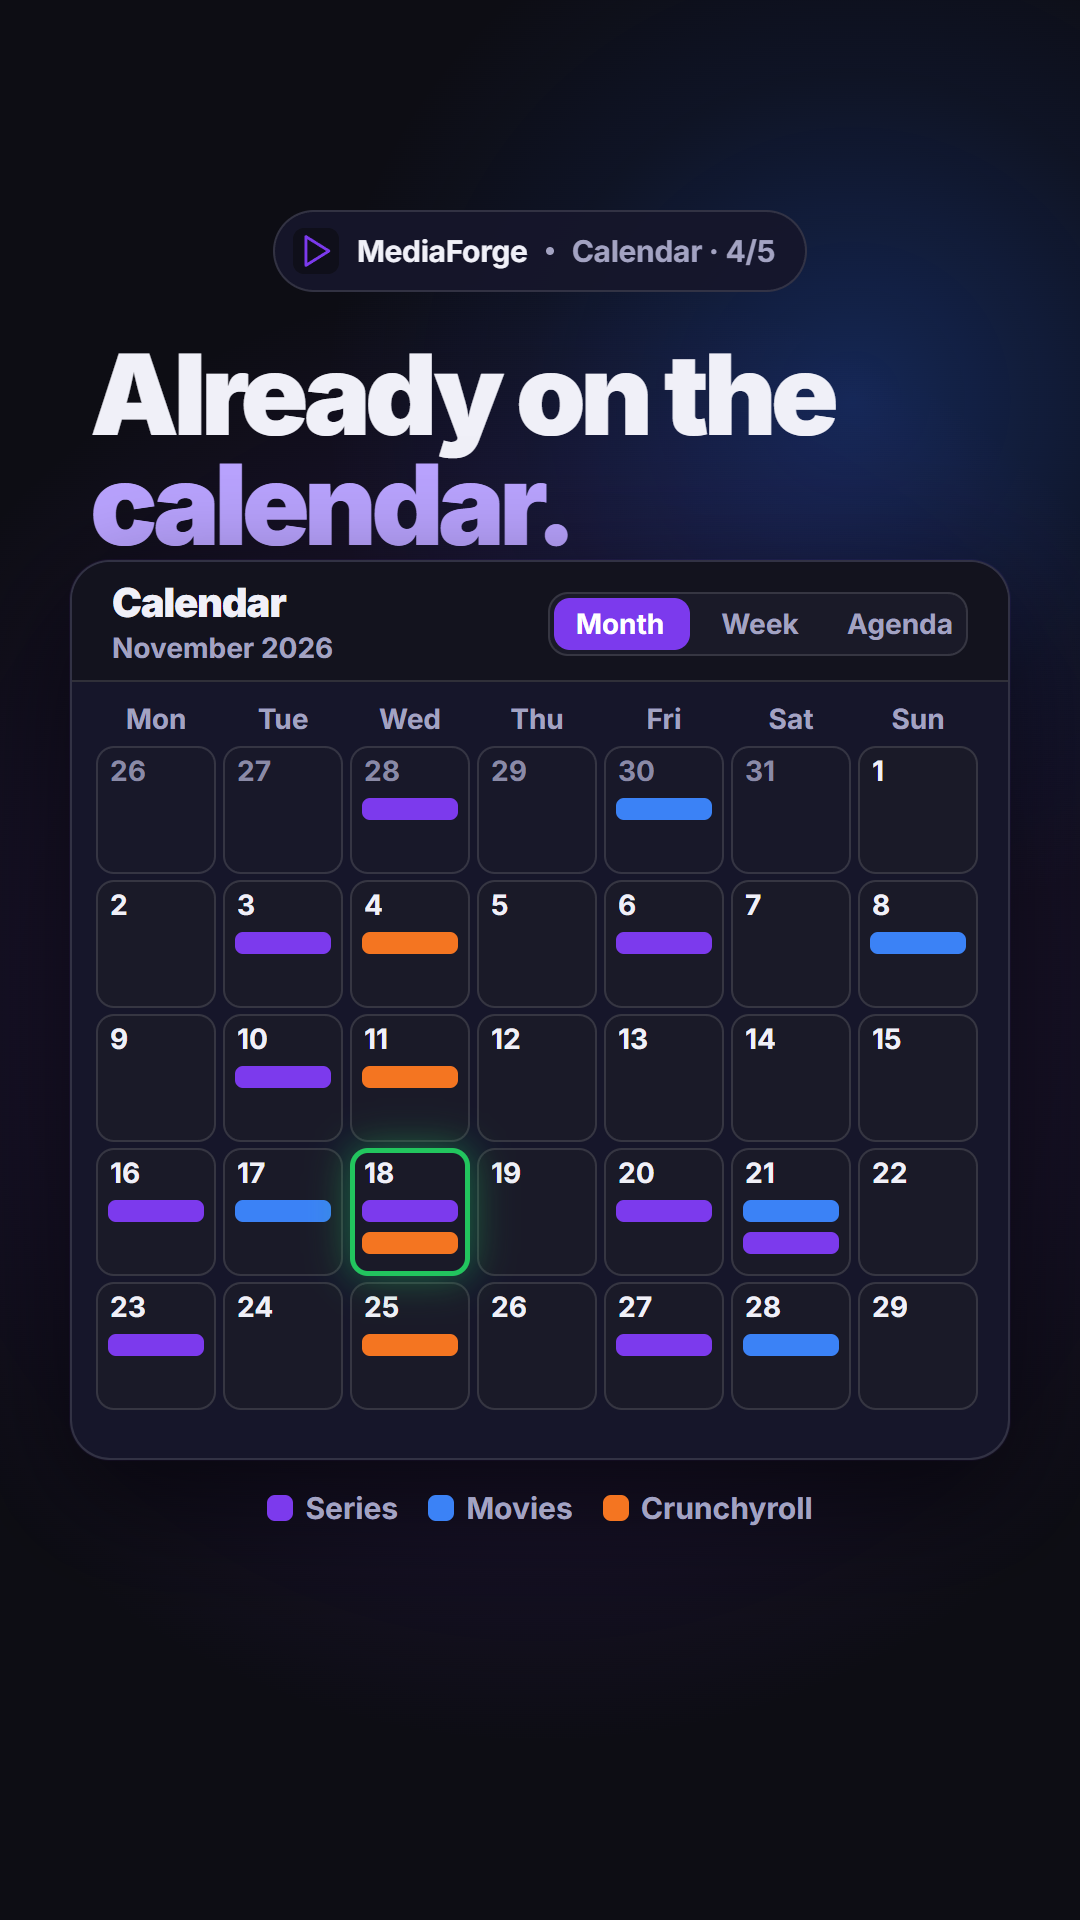 MediaForge • Calendar · 4/5
Already on the
calendar.
Calendar
November 2026
Month Week Agenda
Mon Tue Wed Thu Fri Sat Sun
26 27 28 29 30 31 1
2 3 4 5 6 7 8
9 10 11 12 13 14 15
16 17 18 19 20 21 22
23 24 25 26 27 28 29
Series Movies Crunchyroll